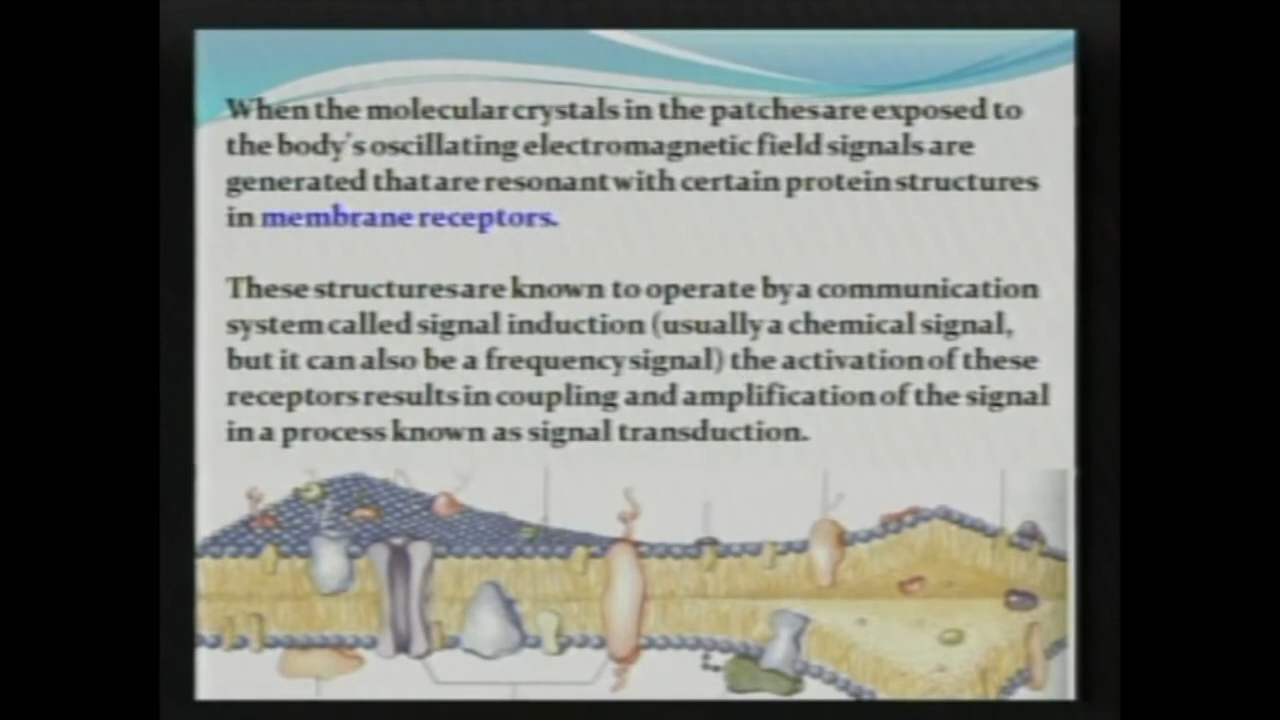 When the molecular crystals in the patches are exposed to
the body's oscillating electromagnetic field signals are
generated that are resonant with certain protein structures
in membrane receptors.
These structures are known to operate by a communication
system called signal induction (usually a chemical signal,
but it can also be a frequency signal) the activation of these
receptors results in coupling and amplification of the signal
in a process known as signal transduction.